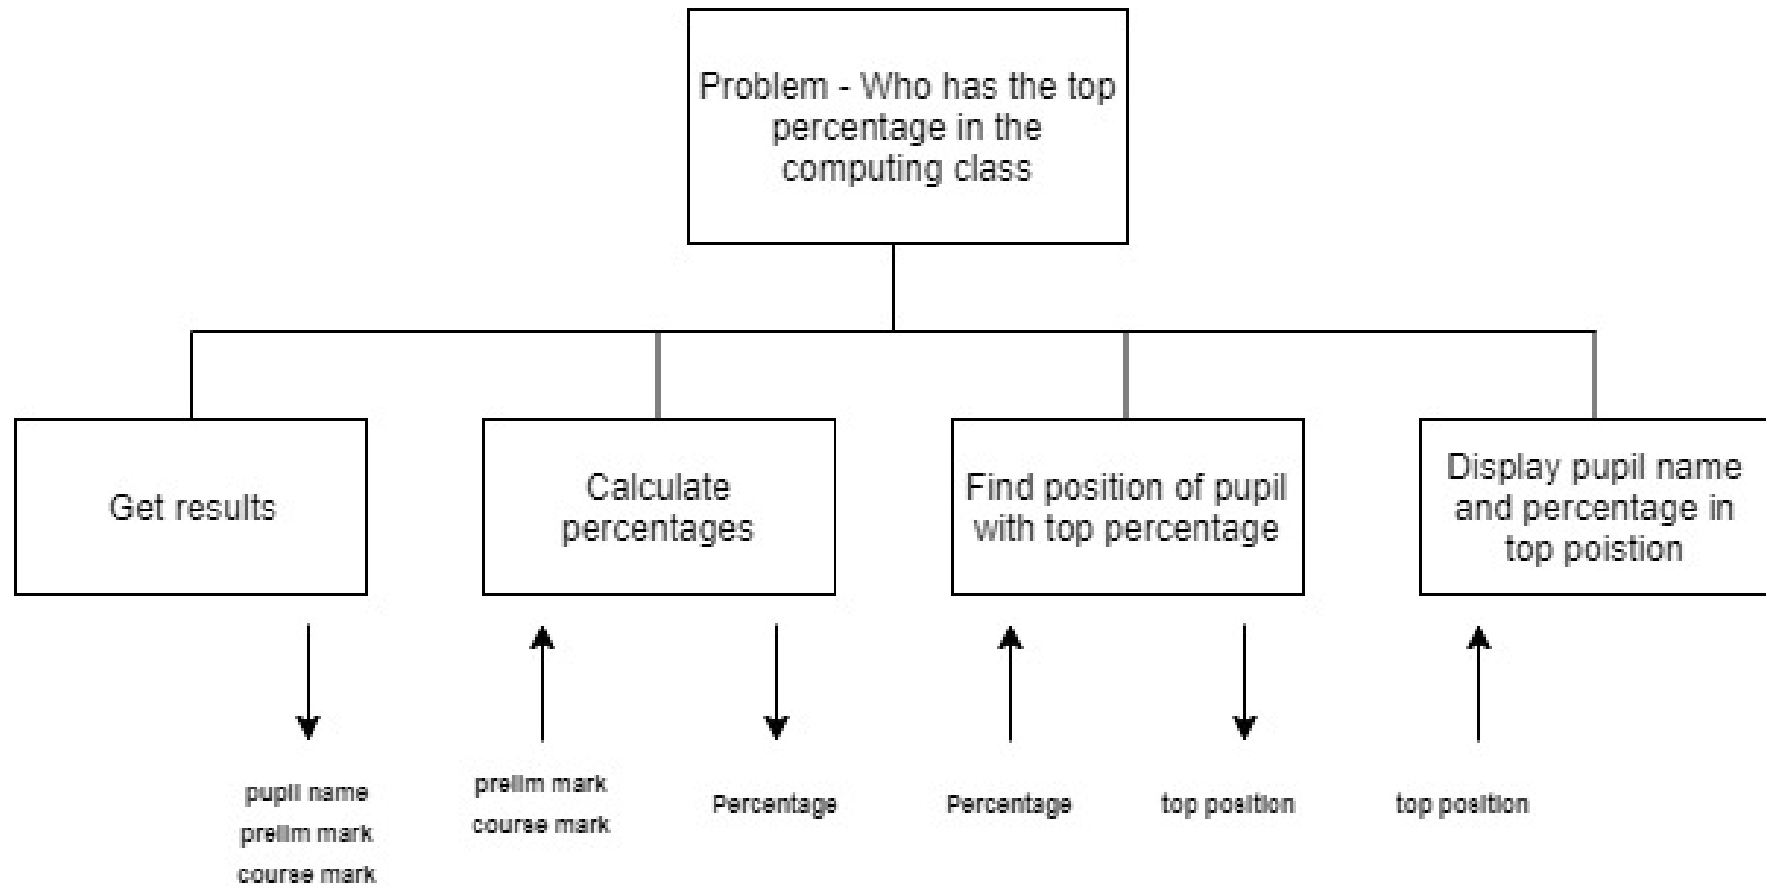 Problem - Who has the top
percentage in the
computing class
Get results
Calculate
percentages
Find position of pupil
with top percentage
Display pupil name
and percentage in
top poistion
pupil name
prelim mark
course mark
prelim mark
course mark
Percentage
Percentage
top position
top position